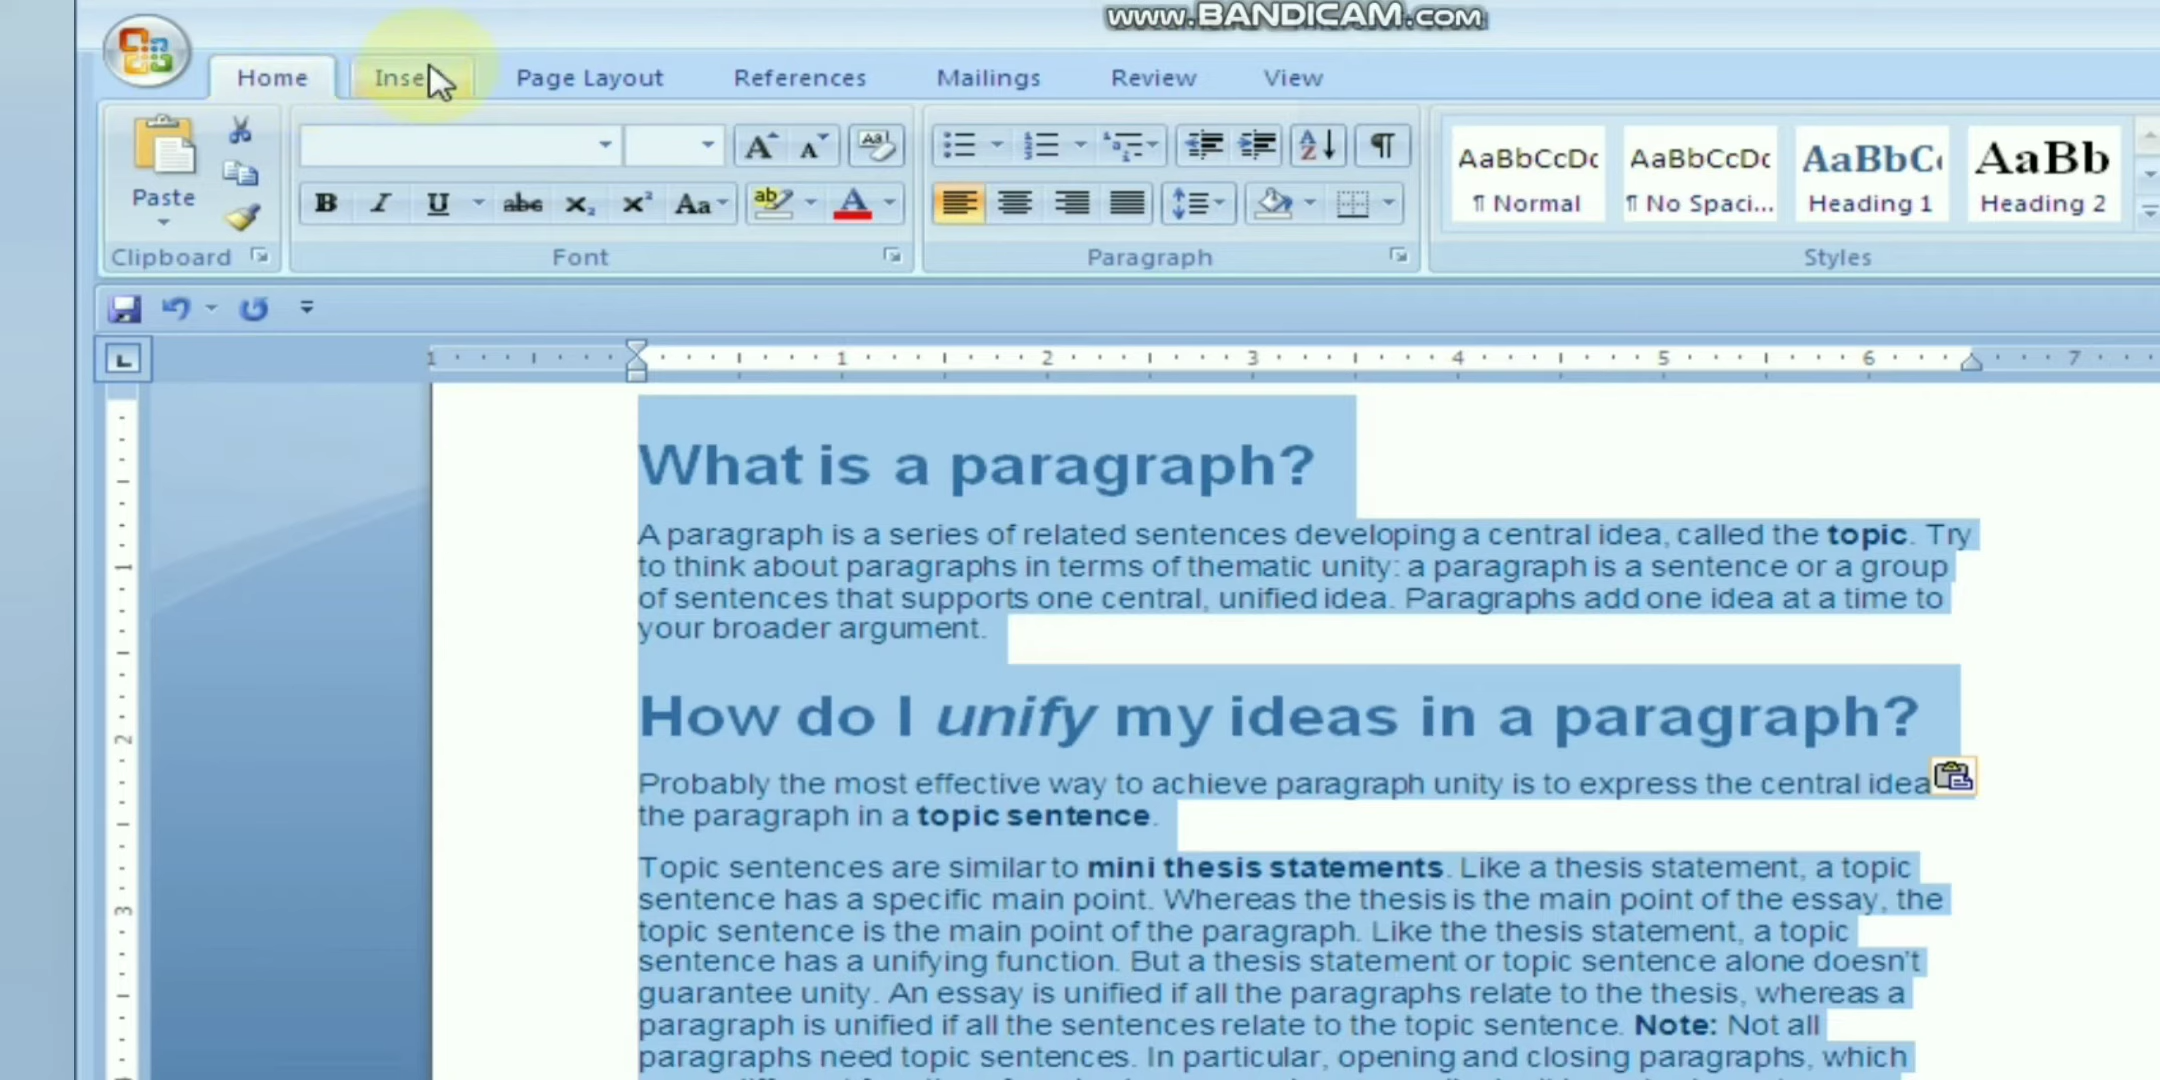 www.BANDICAM.com
Home Page Layout References Mailings Review View
Paste
Clipboard Font Paragraph Styles
AaBbCcDc AaBbCcDc AaBbC AaBb
¶ Normal ¶ No Spaci... Heading 1 Heading 2
1 1 2 3 4 5 6 7
What is a paragraph?
A paragraph is a series of related sentences developing a central idea, called the topic. Try
to think about paragraphs in terms of thematic unity: a paragraph is a sentence or a group
of sentences that supports one central, unified idea. Paragraphs add one idea at a time to
your broader argument.
How do I unify my ideas in a paragraph?
Probably the most effective way to achieve paragraph unity is to express the central idea
the paragraph in a topic sentence.
Topic sentences are similar to mini thesis statements. Like a thesis statement, a topic
sentence has a specific main point. Whereas the thesis is the main point of the essay, the
topic sentence is the main point of the paragraph. Like the thesis statement, a topic
sentence has a unifying function. But a thesis statement or topic sentence alone doesn't
guarantee unity. An essay is unified if all the paragraphs relate to the thesis, whereas a
paragraph is unified if all the sentences relate to the topic sentence. Note: Not all
paragraphs need topic sentences. In particular, opening and closing paragraphs, which